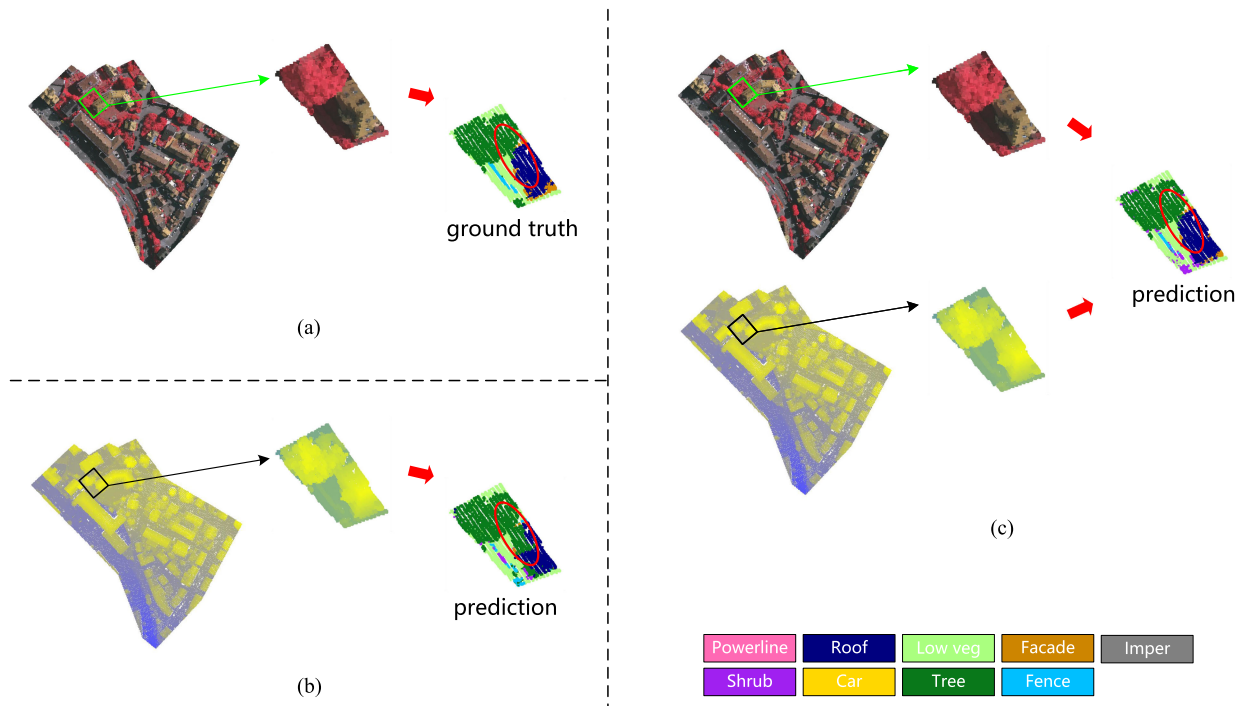 ground truth
(a)
prediction
(b)
prediction
(c)
Powerline Roof Low veg Facade Imper
Shrub Car Tree Fence